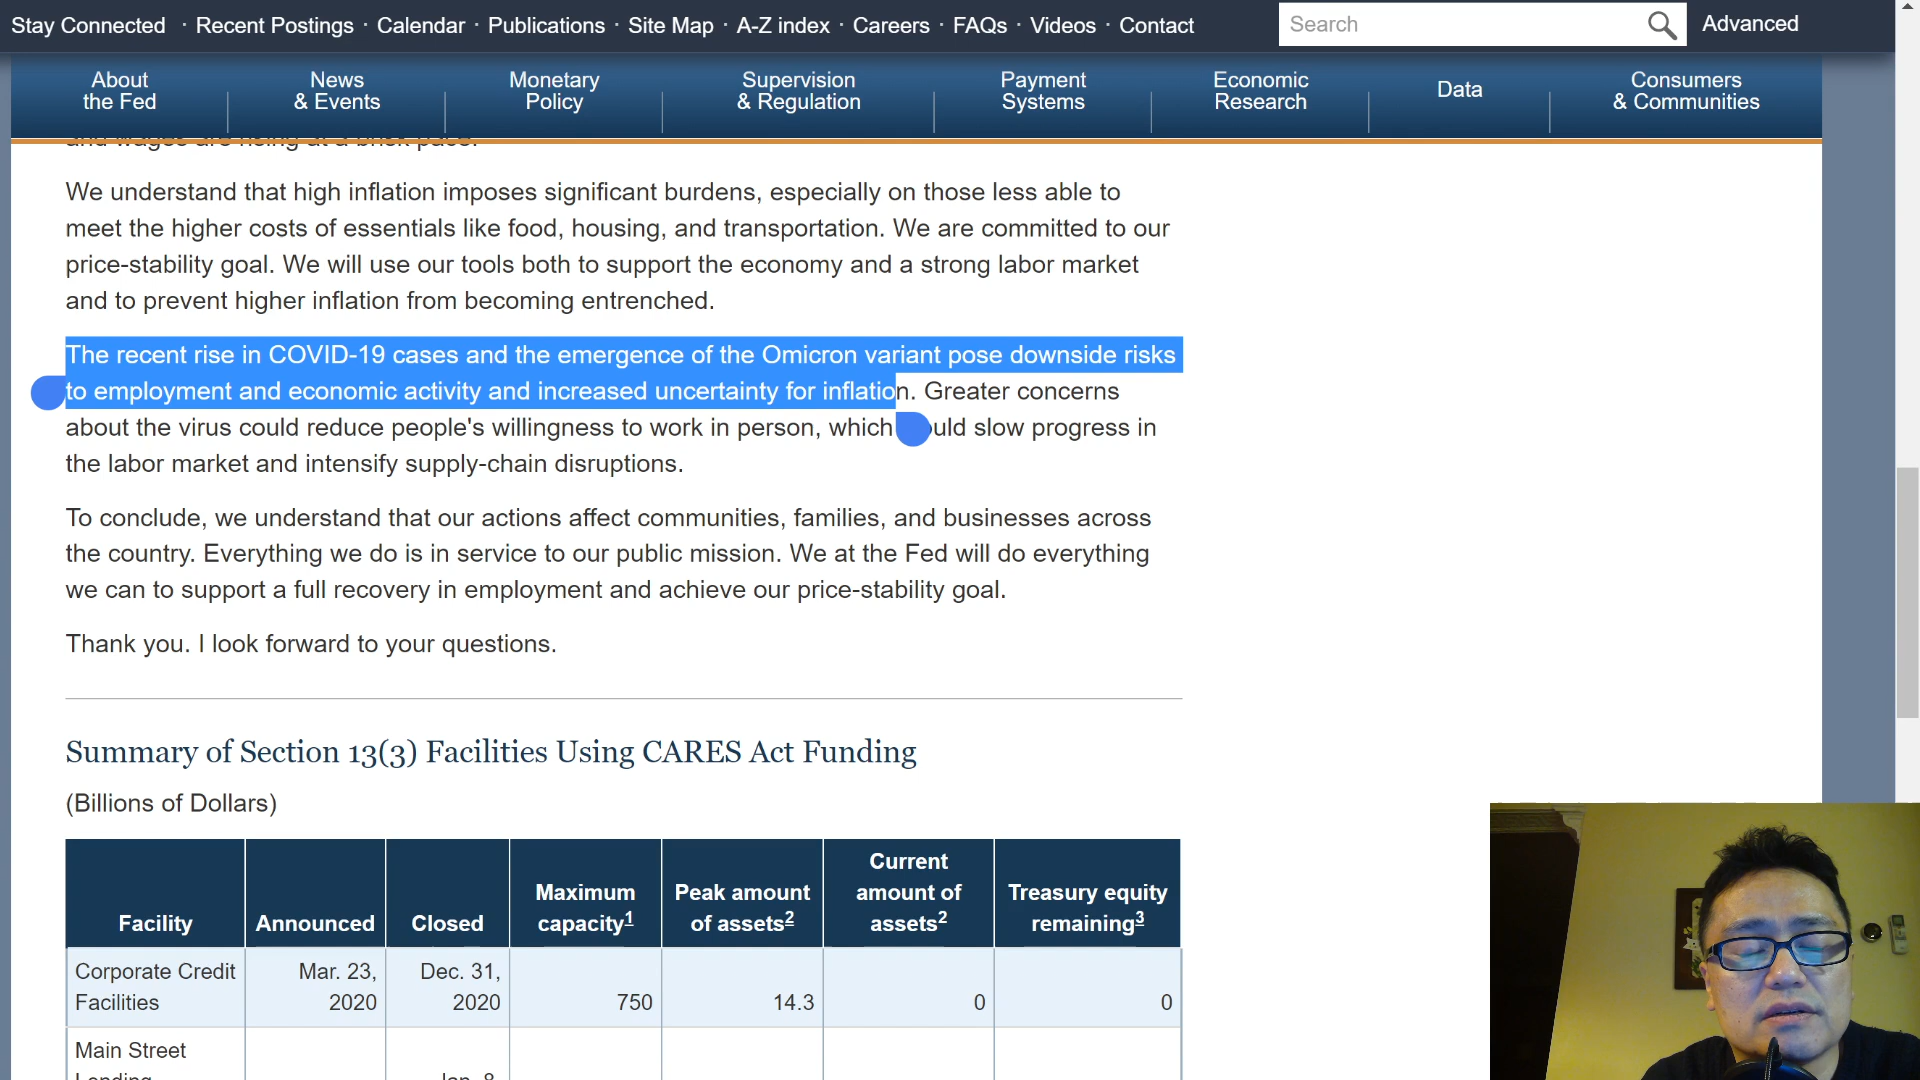 Stay Connected · Recent Postings · Calendar · Publications · Site Map · A-Z index · Careers · FAQs · Videos · Contact
Search
Advanced
About
the Fed
News
& Events
Monetary
Policy
Supervision
& Regulation
Payment
Systems
Economic
Research
Data
Consumers
& Communities
and wages are rising at a brisk pace.
We understand that high inflation imposes significant burdens, especially on those less able to
meet the higher costs of essentials like food, housing, and transportation. We are committed to our
price-stability goal. We will use our tools both to support the economy and a strong labor market
and to prevent higher inflation from becoming entrenched.
The recent rise in COVID-19 cases and the emergence of the Omicron variant pose downside risks
to employment and economic activity and increased uncertainty for inflation. Greater concerns
about the virus could reduce people's willingness to work in person, which uld slow progress in
the labor market and intensify supply-chain disruptions.
To conclude, we understand that our actions affect communities, families, and businesses across
the country. Everything we do is in service to our public mission. We at the Fed will do everything
we can to support a full recovery in employment and achieve our price-stability goal.
Thank you. I look forward to your questions.
Summary of Section 13(3) Facilities Using CARES Act Funding
(Billions of Dollars)
Facility
Announced
Closed
Maximum
capacity1
Peak amount
of assets2
Current
amount of
assets2
Treasury equity
remaining3
Corporate Credit
Facilities
Mar. 23,
2020
Dec. 31,
2020
750
14.3
0
0
Main Street
Lending
Jan. 8,